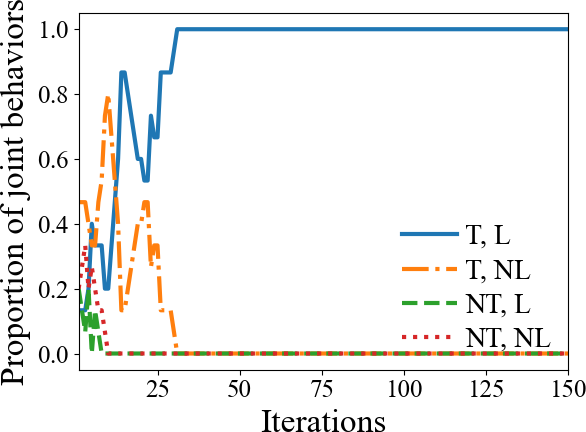 Proportion of joint behaviors
1.0
0.8
0.6
0.4
0.2
0.0
T, L
T, NL
NT, L
NT, NL
25 50 75 100 125 150
Iterations